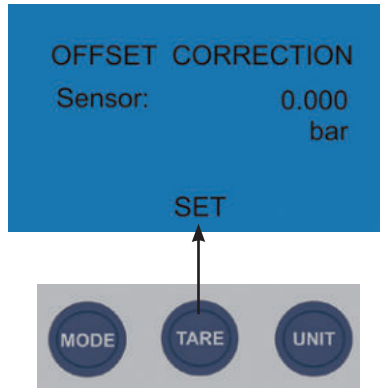 OFFSET CORRECTION
Sensor: 0.000
bar
SET
MODE TARE UNIT